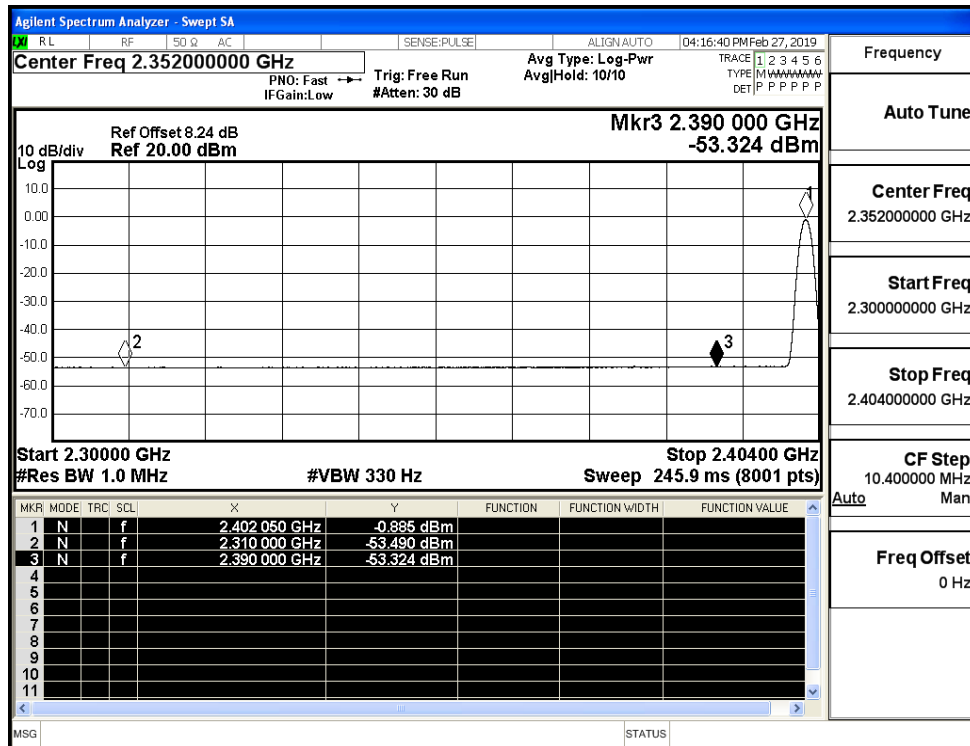 Agilent Spectrum Analyzer - Swept SA
LXI RL RF 50 Ω AC SENSE:PULSE ALIGN AUTO 04:16:40 PM Feb 27, 2019
Center Freq 2.352000000 GHz
PNO: Fast
IFGain:Low
Trig: Free Run
#Atten: 30 dB
Avg Type: Log-Pwr
Avg|Hold: 10/10
TRACE 1 2 3 4 5 6
TYPE MWWWWW
DET P P P P P P
Ref Offset 8.24 dB
Ref 20.00 dBm
10 dB/div
Log
Mkr3 2.390 000 GHz
-53.324 dBm
10.0
0.00
-10.0
-20.0
-30.0
-40.0
-50.0
-60.0
-70.0
1
2
3
Start 2.30000 GHz
Stop 2.40400 GHz
#Res BW 1.0 MHz
#VBW 330 Hz
Sweep 245.9 ms (8001 pts)
MKR MODE TRC SCL X Y FUNCTION FUNCTION WIDTH FUNCTION VALUE
1 N f 2.402 050 GHz -0.885 dBm
2 N f 2.310 000 GHz -53.490 dBm
3 N f 2.390 000 GHz -53.324 dBm
4
5
6
7
8
9
10
11
MSG
STATUS
Frequency
Auto Tune
Center Freq
2.352000000 GHz
Start Freq
2.300000000 GHz
Stop Freq
2.404000000 GHz
CF Step
10.400000 MHz
Auto Man
Freq Offset
0 Hz